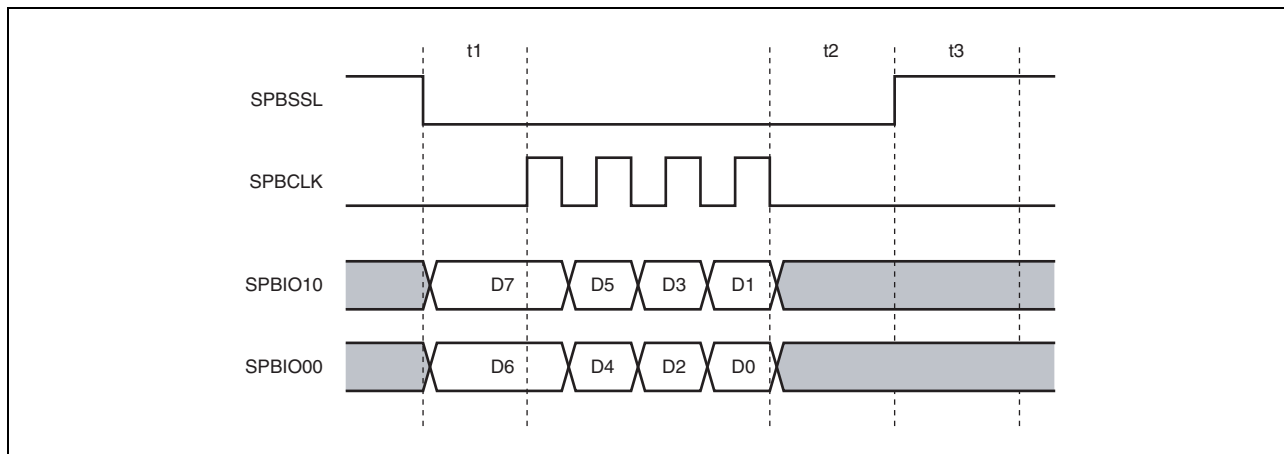 t1
t2
t3
SPBSSL
SPBCLK
SPBIO10
D7
D5
D3
D1
SPBIO00
D6
D4
D2
D0